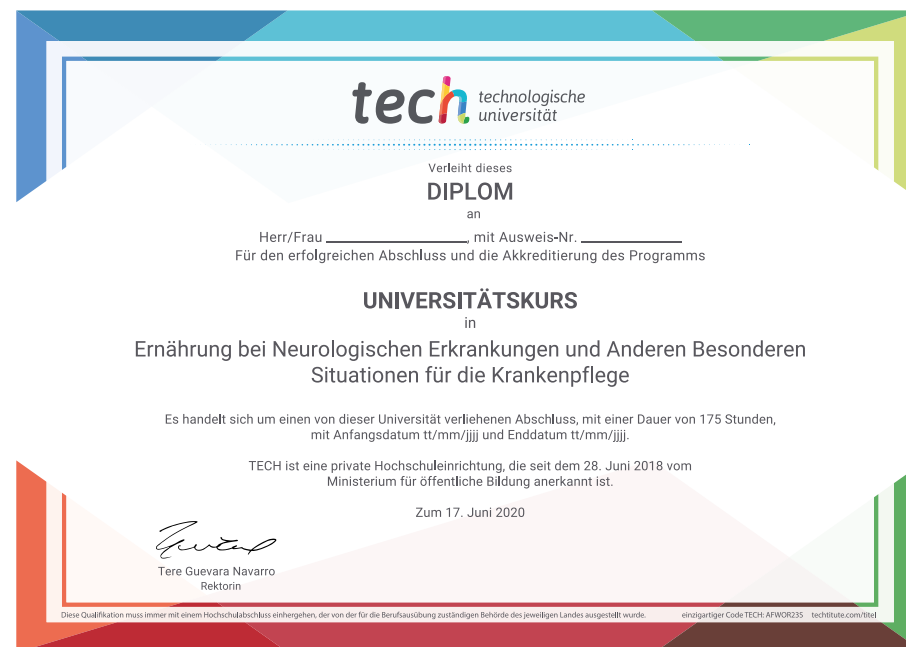 tech technologische
universität
Verleiht dieses
DIPLOM
an
Herr/Frau ____________________, mit Ausweis-Nr. ______________
Für den erfolgreichen Abschluss und die Akkreditierung des Programms
UNIVERSITÄTSKURS
in
Ernährung bei Neurologischen Erkrankungen und Anderen Besonderen
Situationen für die Krankenpflege
Es handelt sich um einen von dieser Universität verliehenen Abschluss, mit einer Dauer von 175 Stunden,
mit Anfangsdatum tt/mm/jjjj und Enddatum tt/mm/jjjj.
TECH ist eine private Hochschuleinrichtung, die seit dem 28. Juni 2018 vom
Ministerium für öffentliche Bildung anerkannt ist.
Zum 17. Juni 2020
Tere Guevara Navarro
Rektorin
Diese Qualifikation muss immer mit einem Hochschulabschluss einhergehen, der von der für die Berufsausübung zuständigen Behörde des jeweiligen Landes ausgestellt wurde. einzigartiger Code TECH: AFWOR235 techtitute.com/titel